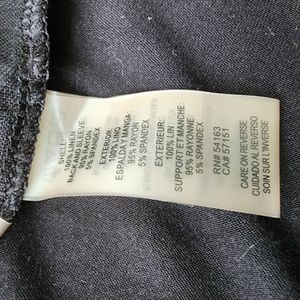 SHELL:
100% LINEN
BACK AND SLEEVE:
95% RAYON
5% SPANDEX
EXTERIOR:
100% LINO
ESPALDA Y MANGA:
95% RAYON
5% SPANDEX
EXTÉRIEUR:
100% LIN
SUPPORT ET MANCHE:
95% RAYONNE
5% SPANDEX
RN# 54163
CA# 57151
CARE ON REVERSE
CUIDADO AL REVERSO
SOIN SUR L'INVERSE